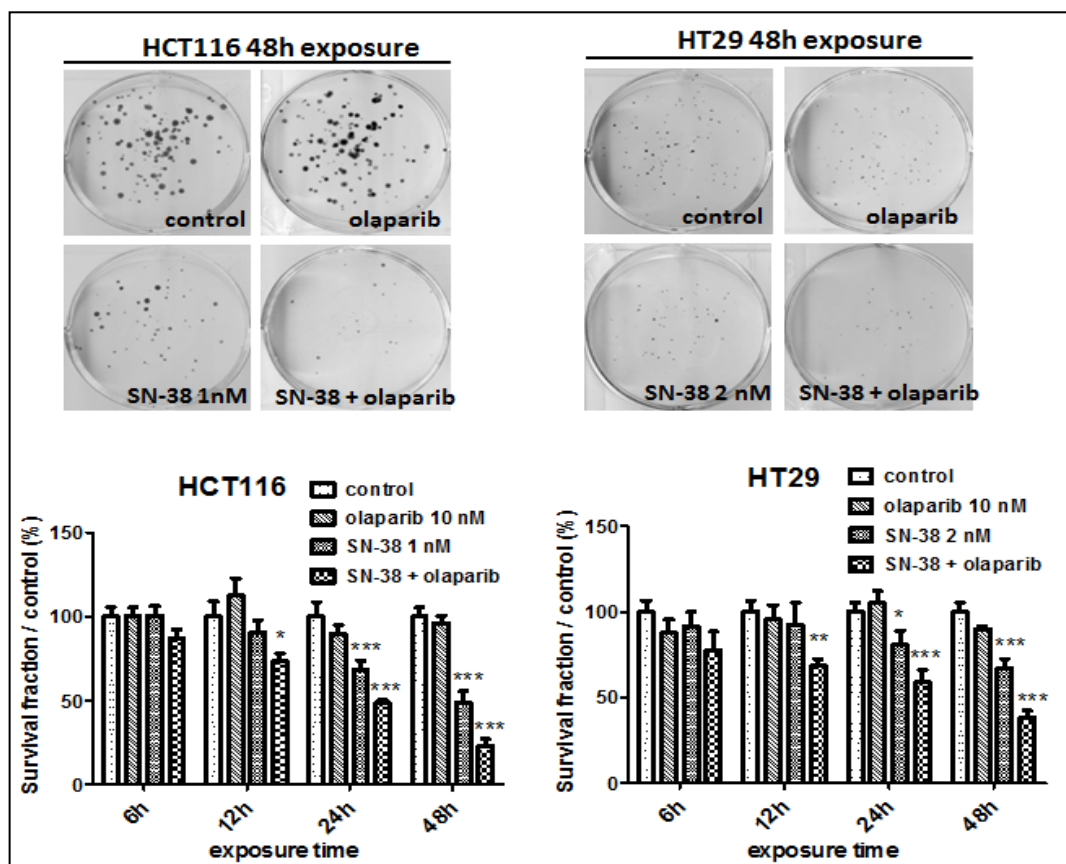 HCT116 48h exposure
control
olaparib
SN-38 1nM
SN-38 + olaparib
HT29 48h exposure
control
olaparib
SN-38 2 nM
SN-38 + olaparib
HCT116
control
olaparib 10 nM
SN-38 1 nM
SN-38 + olaparib
Survival fraction / control (% )
150
100
50
0
*
***
***
***
***
6h
12h
24h
48h
exposure time
HT29
control
olaparib 10 nM
SN-38 2 nM
SN-38 + olaparib
Survival fraction / control (% )
150
100
50
0
**
*
***
***
***
6h
12h
24h
48h
exposure time